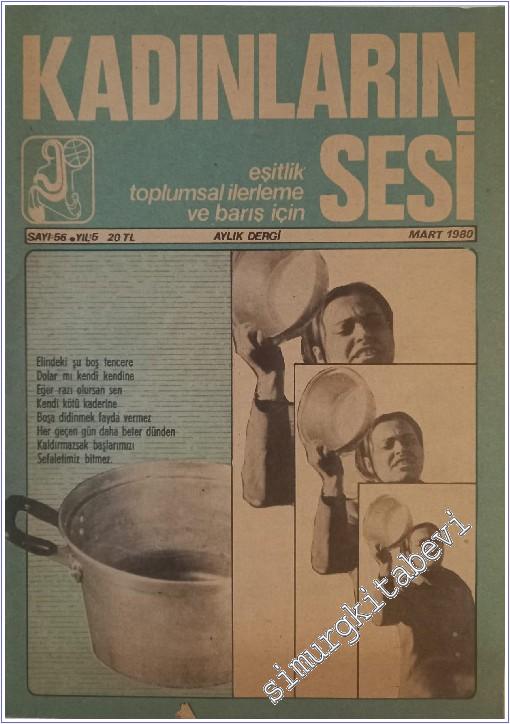 KADINLARIN
SESİ
eşitlik
toplumsal ilerleme
ve barış için
SAYI:56 • YIL:5 20 TL AYLIK DERGİ MART 1980
Elindeki şu boş tencere
Dolar mı kendi kendine
Eğer razı olursan sen
Kendi kötü kaderine
Boşa didinmek fayda vermez
Her geçen gün daha beter dünden
Kaldırmazsak başlarımızı
Sefaletimiz bitmez.
simurgkitabevi